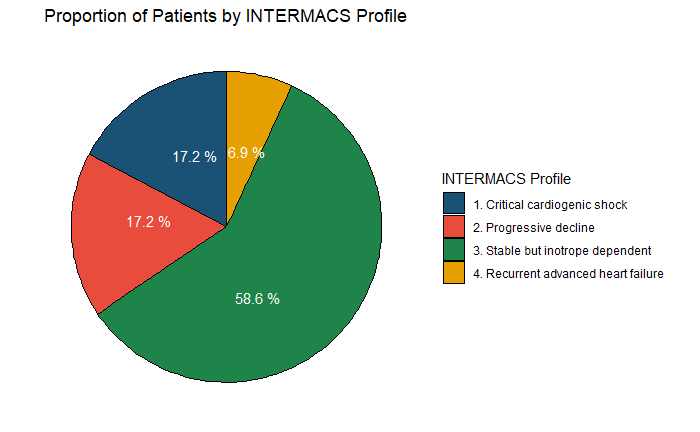 Proportion of Patients by INTERMACS Profile
17.2 %
6.9 %
17.2 %
58.6 %
INTERMACS Profile
1. Critical cardiogenic shock
2. Progressive decline
3. Stable but inotrope dependent
4. Recurrent advanced heart failure